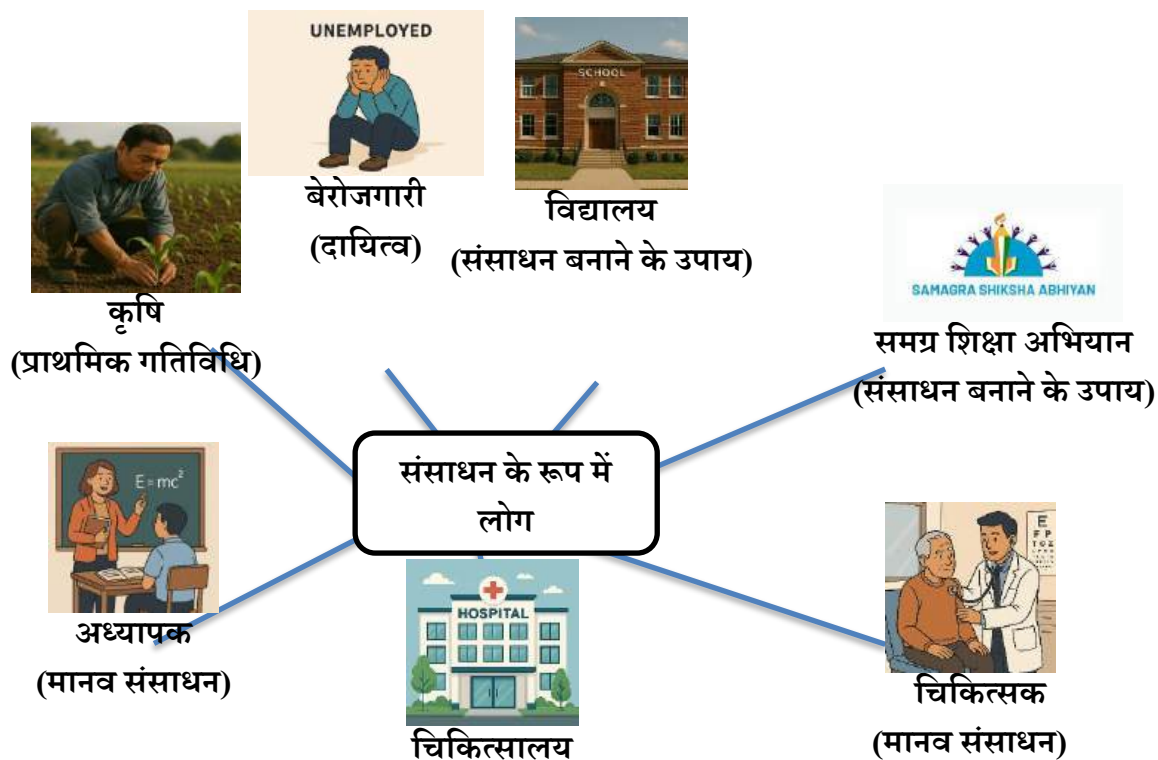 UNEMPLOYED
SCHOOL
बेरोजगारी
(दायित्व)
विद्यालय
(संसाधन बनाने के उपाय)
कृषि
(प्राथमिक गतिविधि)
SAMAGRA SHIKSHA ABHIYAN
समग्र शिक्षा अभियान
(संसाधन बनाने के उपाय)
संसाधन के रूप में
लोग
E=mc²
अध्यापक
(मानव संसाधन)
HOSPITAL
चिकित्सालय
E
F P
T O Z
चिकित्सक
(मानव संसाधन)